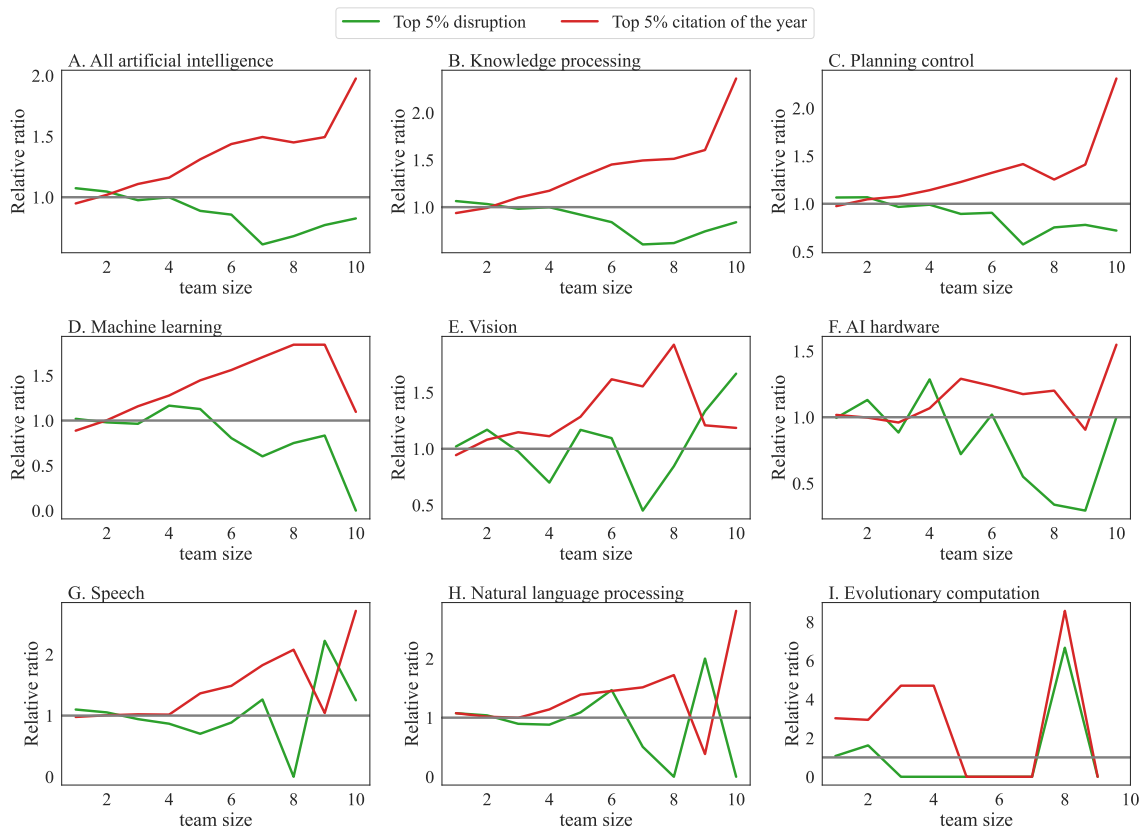 Top 5% disruption
Top 5% citation of the year
A. All artificial intelligence
Relative ratio
2.0
1.5
1.0
2 4 6 8 10
team size
B. Knowledge processing
Relative ratio
2.0
1.5
1.0
2 4 6 8 10
team size
C. Planning control
Relative ratio
2.0
1.5
1.0
0.5
2 4 6 8 10
team size
D. Machine learning
Relative ratio
1.5
1.0
0.5
0.0
2 4 6 8 10
team size
E. Vision
Relative ratio
1.5
1.0
0.5
2 4 6 8 10
team size
F. AI hardware
Relative ratio
1.5
1.0
0.5
2 4 6 8 10
team size
G. Speech
Relative ratio
2
1
0
2 4 6 8 10
team size
H. Natural language processing
Relative ratio
2
1
0
2 4 6 8 10
team size
I. Evolutionary computation
Relative ratio
8
6
4
2
0
2 4 6 8 10
team size